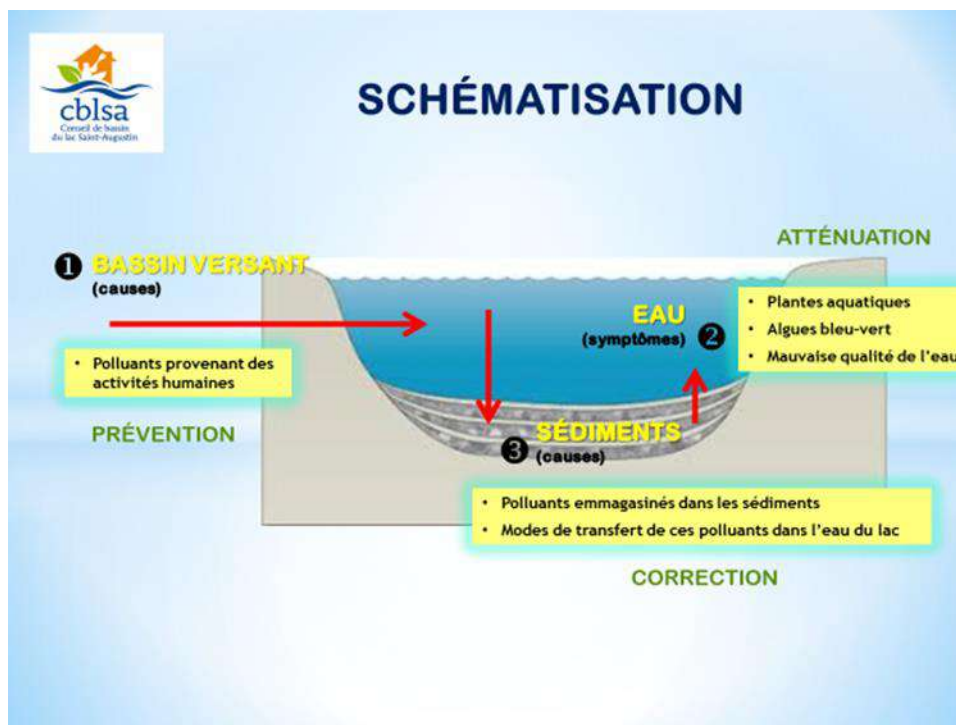 cblsa
Conseil de bassin
du lac Saint-Augustin
SCHÉMATISATION
ATTÉNUATION
❶ BASSIN VERSANT
(causes)
• Plantes aquatiques
• Algues bleu-vert
• Mauvaise qualité de l'eau
EAU
(symptômes) ❷
• Polluants provenant des
activités humaines
PRÉVENTION
❸ SÉDIMENTS
(causes)
• Polluants emmagasinés dans les sédiments
• Modes de transfert de ces polluants dans l'eau du lac
CORRECTION